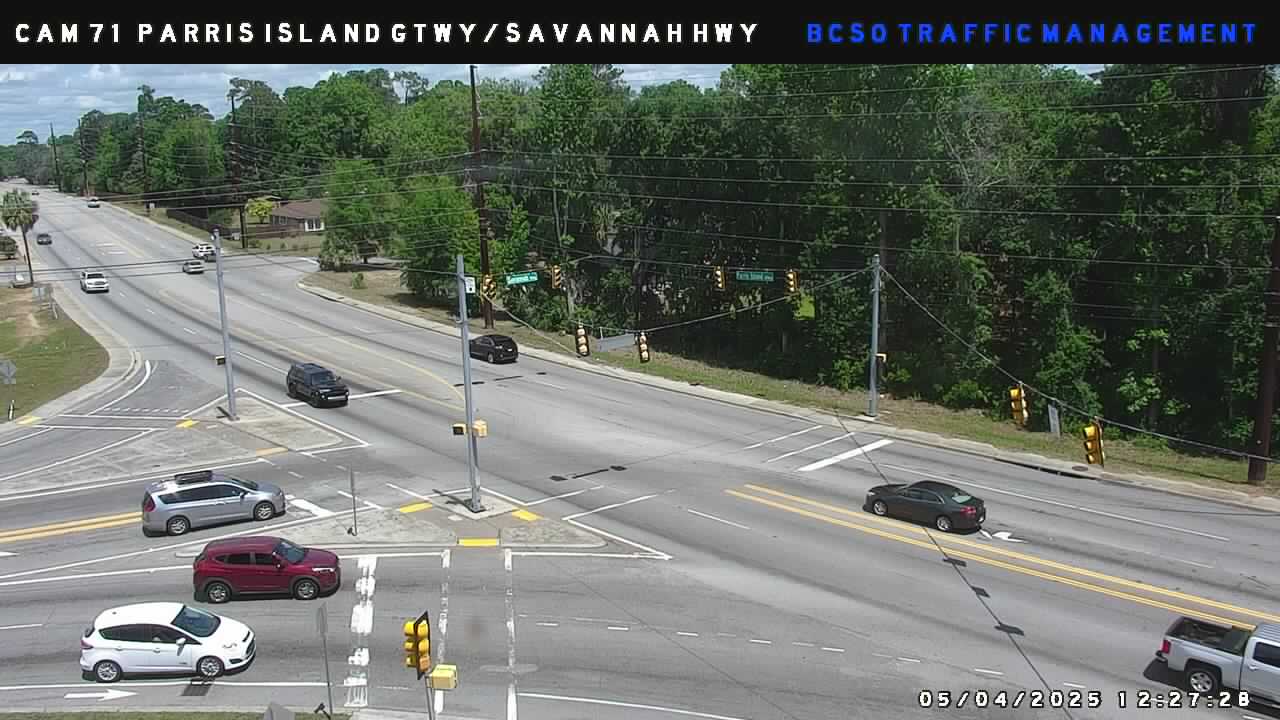 CAM 71 PARRIS ISLAND GTWY/SAVANNAH HWY BCSO TRAFFIC MANAGEMENT
05/04/2025 12:27:28